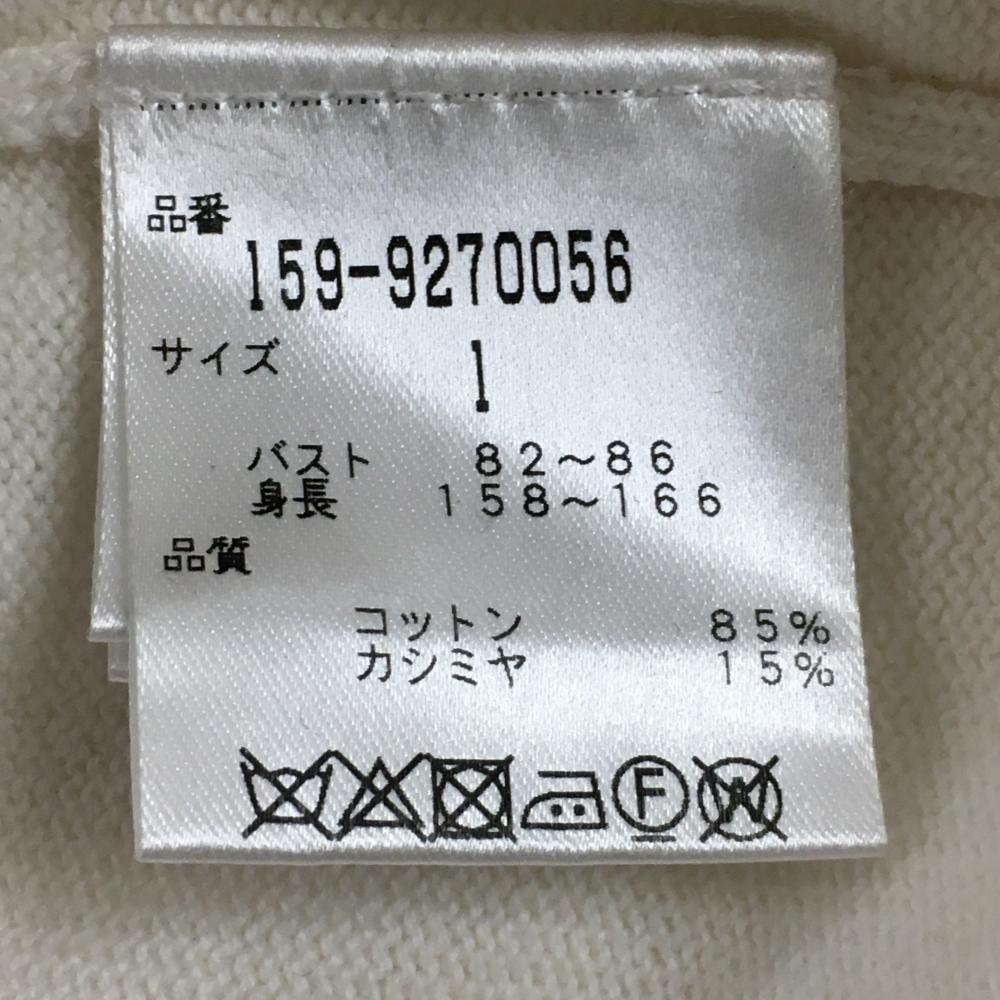 品番
159-9270056
サイズ 1
バスト 82~86
身長 158~166
品質
コットン 85%
カシミヤ 15%
F W